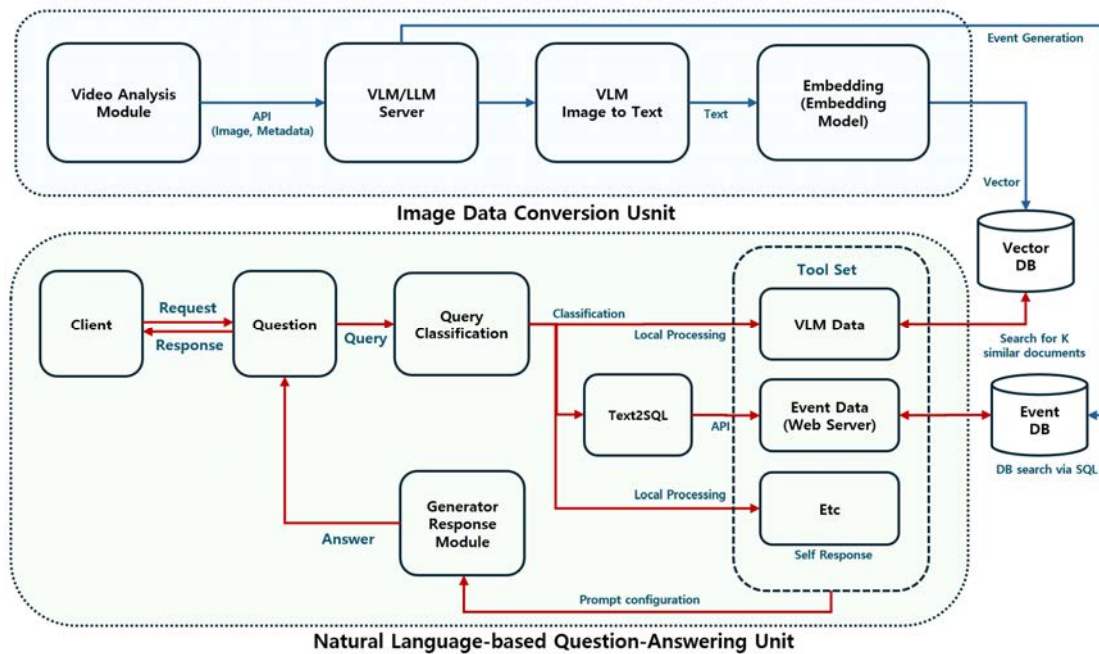 Event Generation
Video Analysis
Module
API
(Image, Metadata)
VLM/LLM
Server
VLM
Image to Text
Text
Embedding
(Embedding
Model)
Vector
Image Data Conversion Usnit
Vector
DB
Search for K
similar documents
Client
Request
Response
Question
Query
Query
Classification
Classification
Local Processing
Tool Set
VLM Data
Text2SQL
API
Event Data
(Web Server)
Event
DB
DB search via SQL
Local Processing
Etc
Self Response
Generator
Response
Module
Answer
Prompt configuration
Natural Language-based Question-Answering Unit